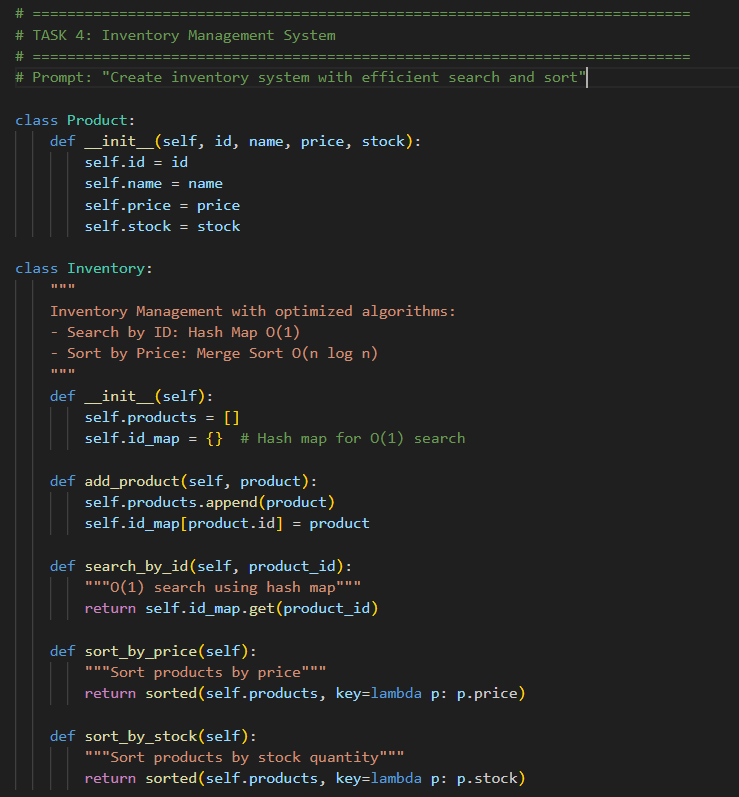 # ============================================================================
# TASK 4: Inventory Management System
# ============================================================================
# Prompt: "Create inventory system with efficient search and sort"
class Product:
    def __init__(self, id, name, price, stock):
        self.id = id
        self.name = name
        self.price = price
        self.stock = stock
class Inventory:
    """
    Inventory Management with optimized algorithms:
    - Search by ID: Hash Map O(1)
    - Sort by Price: Merge Sort O(n log n)
    """
    def __init__(self):
        self.products = []
        self.id_map = {}  # Hash map for O(1) search
    def add_product(self, product):
        self.products.append(product)
        self.id_map[product.id] = product
    def search_by_id(self, product_id):
        """O(1) search using hash map"""
        return self.id_map.get(product_id)
    def sort_by_price(self):
        """Sort products by price"""
        return sorted(self.products, key=lambda p: p.price)
    def sort_by_stock(self):
        """Sort products by stock quantity"""
        return sorted(self.products, key=lambda p: p.stock)